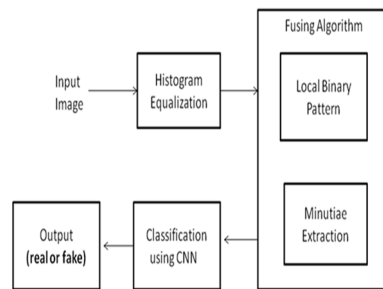 Fusing Algorithm
Input
Image
Histogram
Equalization
Local Binary
Pattern
Minutiae
Extraction
Classification
using CNN
Output
(real or fake)